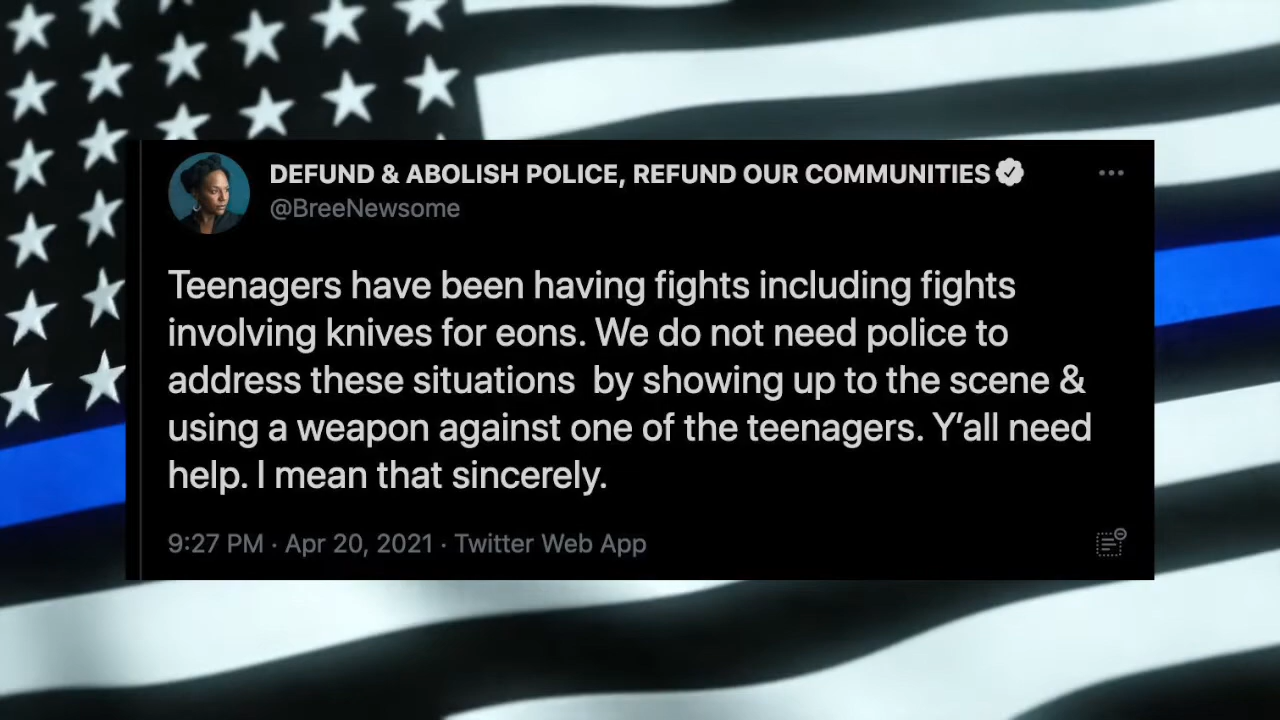 DEFUND & ABOLISH POLICE, REFUND OUR COMMUNITIES
@BreeNewsome
Teenagers have been having fights including fights
involving knives for eons. We do not need police to
address these situations  by showing up to the scene &
using a weapon against one of the teenagers. Y’all need
help. I mean that sincerely.
9:27 PM · Apr 20, 2021 · Twitter Web App